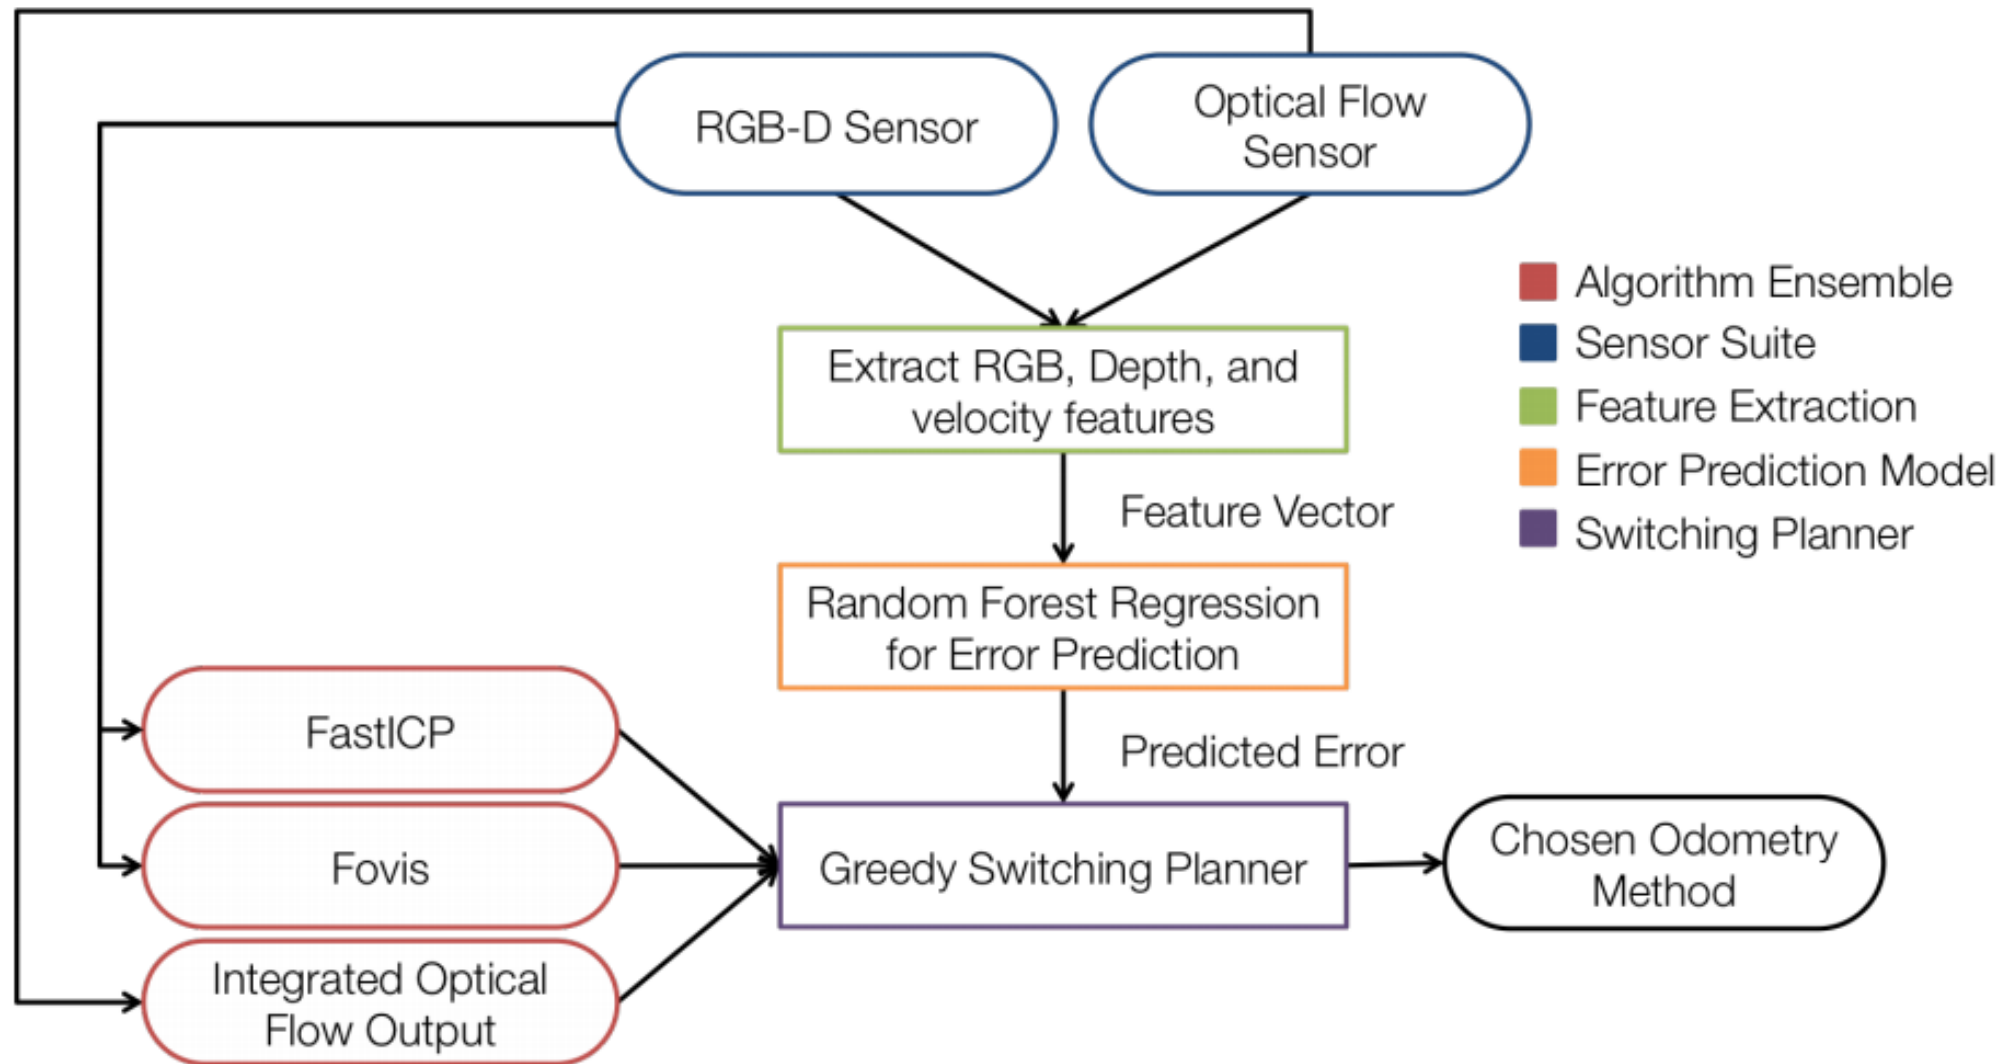 RGB-D Sensor
Optical Flow
Sensor
Extract RGB, Depth, and
velocity features
Algorithm Ensemble
Sensor Suite
Feature Extraction
Error Prediction Model
Switching Planner
Feature Vector
Random Forest Regression
for Error Prediction
Predicted Error
FastICP
Fovis
Integrated Optical
Flow Output
Greedy Switching Planner
Chosen Odometry
Method